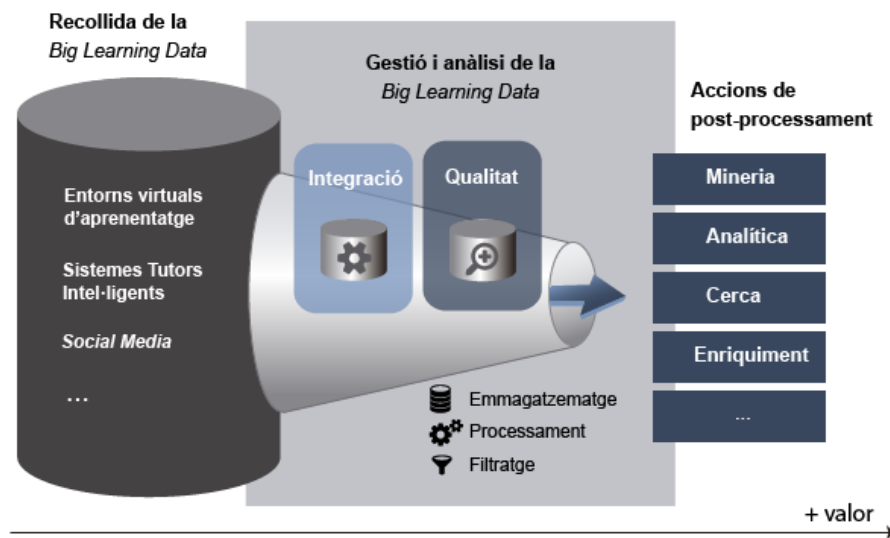 Recollida de la
Big Learning Data
Gestió i anàlisi de la
Big Learning Data
Accions de
post-processament
Entorns virtuals
d'aprenentatge
Sistemes Tutors
Intel·ligents
Social Media
...
Integració
Qualitat
Emmagatzematge
Processament
Filtratge
Mineria
Analítica
Cerca
Enriquiment
...
+ valor